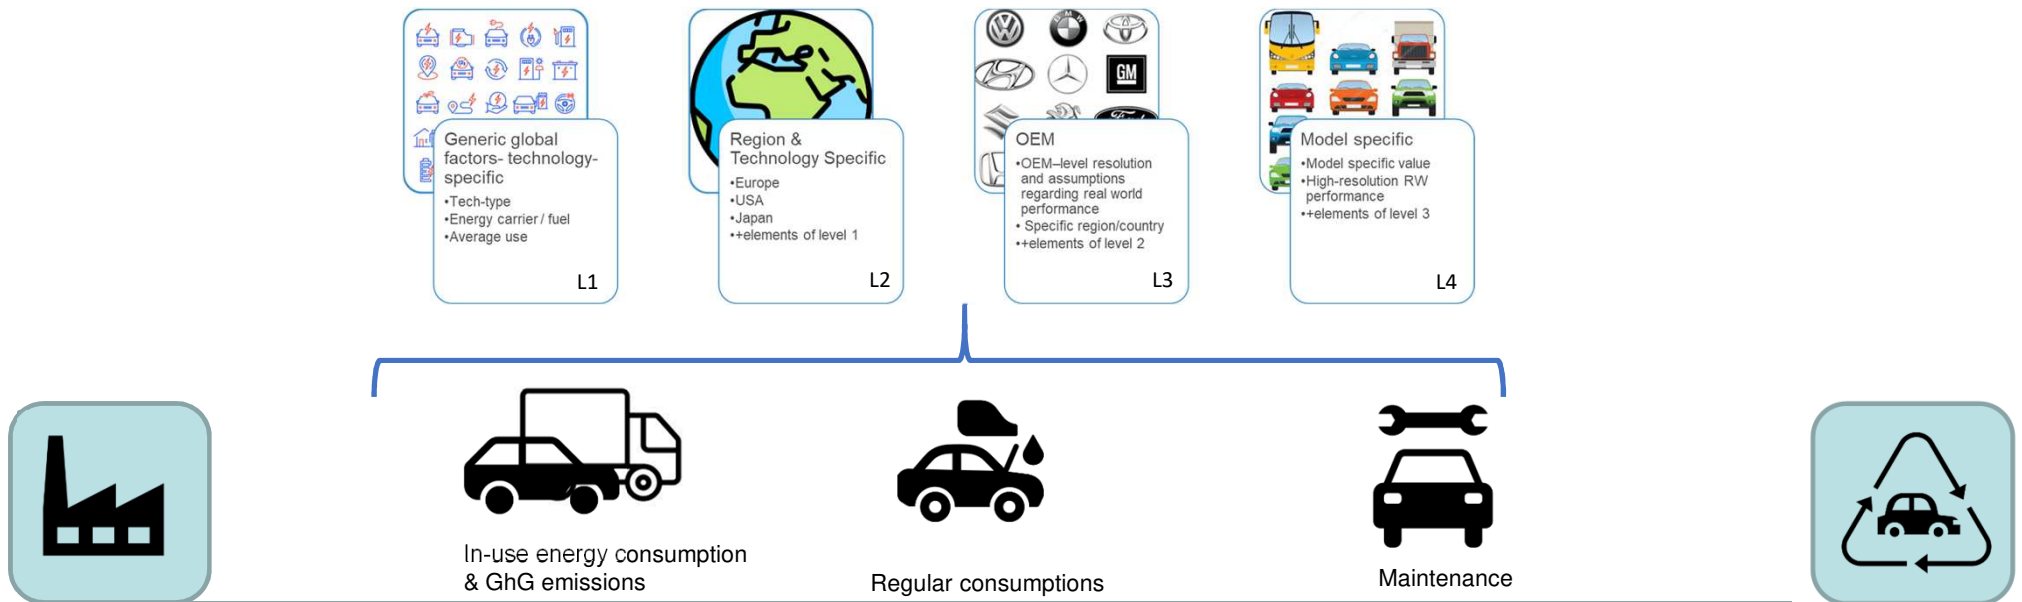 GM
Ford
Generic global
factors- technology-
specific
•Tech-type
•Energy carrier / fuel
•Average use
L1
Region &
Technology Specific
•Europe
•USA
•Japan
•+elements of level 1
L2
OEM
•OEM–level resolution
and assumptions
regarding real world
performance
• Specific region/country
•+elements of level 2
L3
Model specific
•Model specific value
•High-resolution RW
performance
•+elements of level 3
L4
In-use energy consumption
& GhG emissions
Regular consumptions
Maintenance